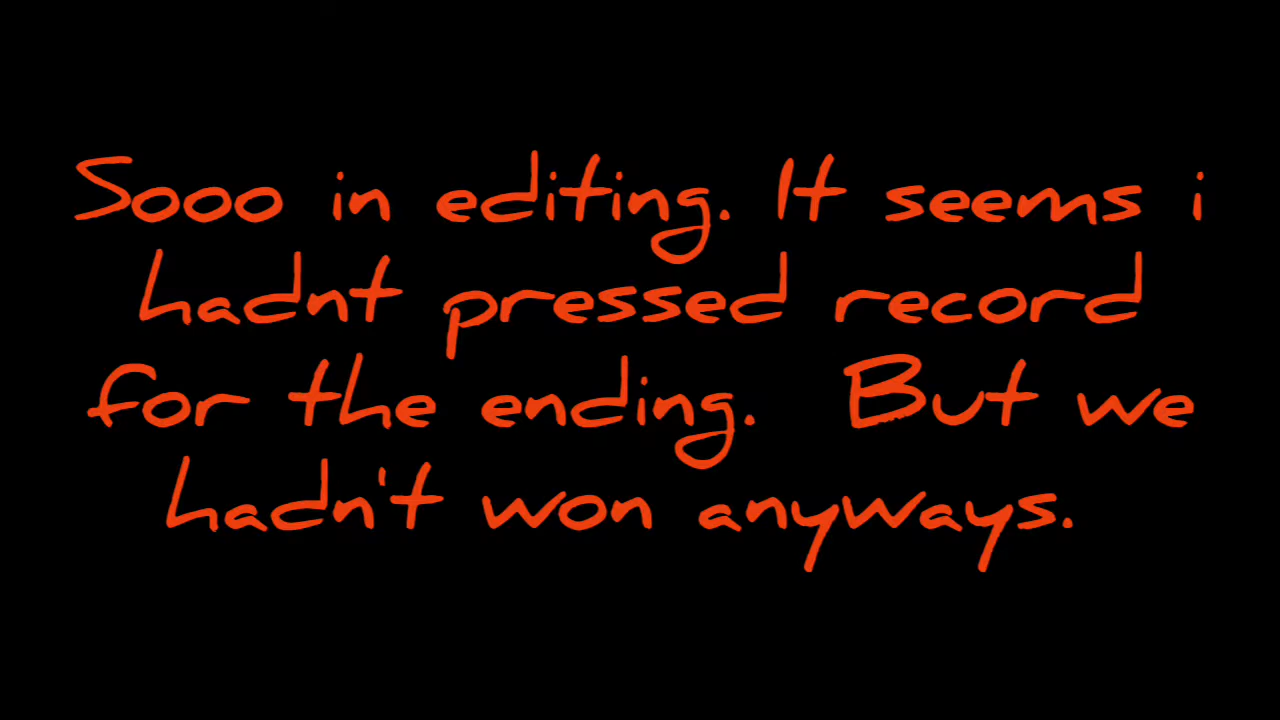 Sooo in editing. It seems i
hadnt pressed record
for the ending.  But we
hadn't won anyways.